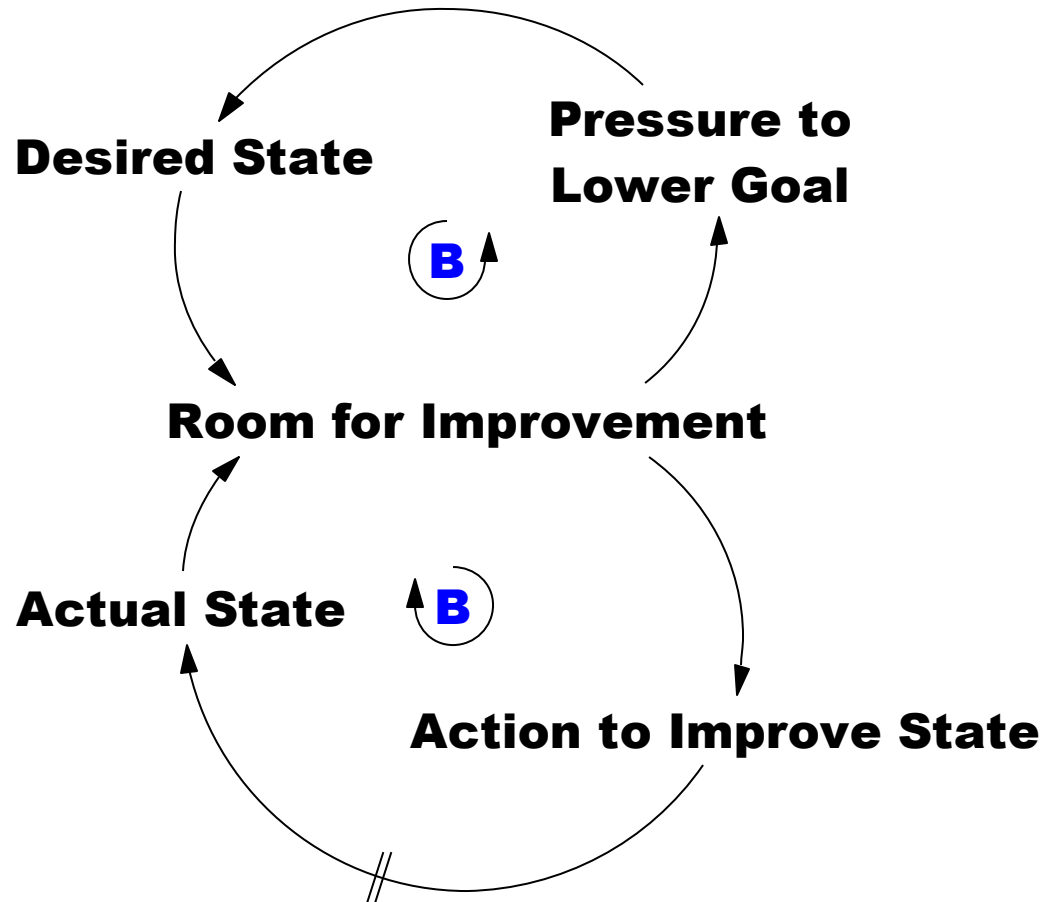 Pressure to
Lower Goal
Desired State
B
Room for Improvement
Actual State
B
Action to Improve State